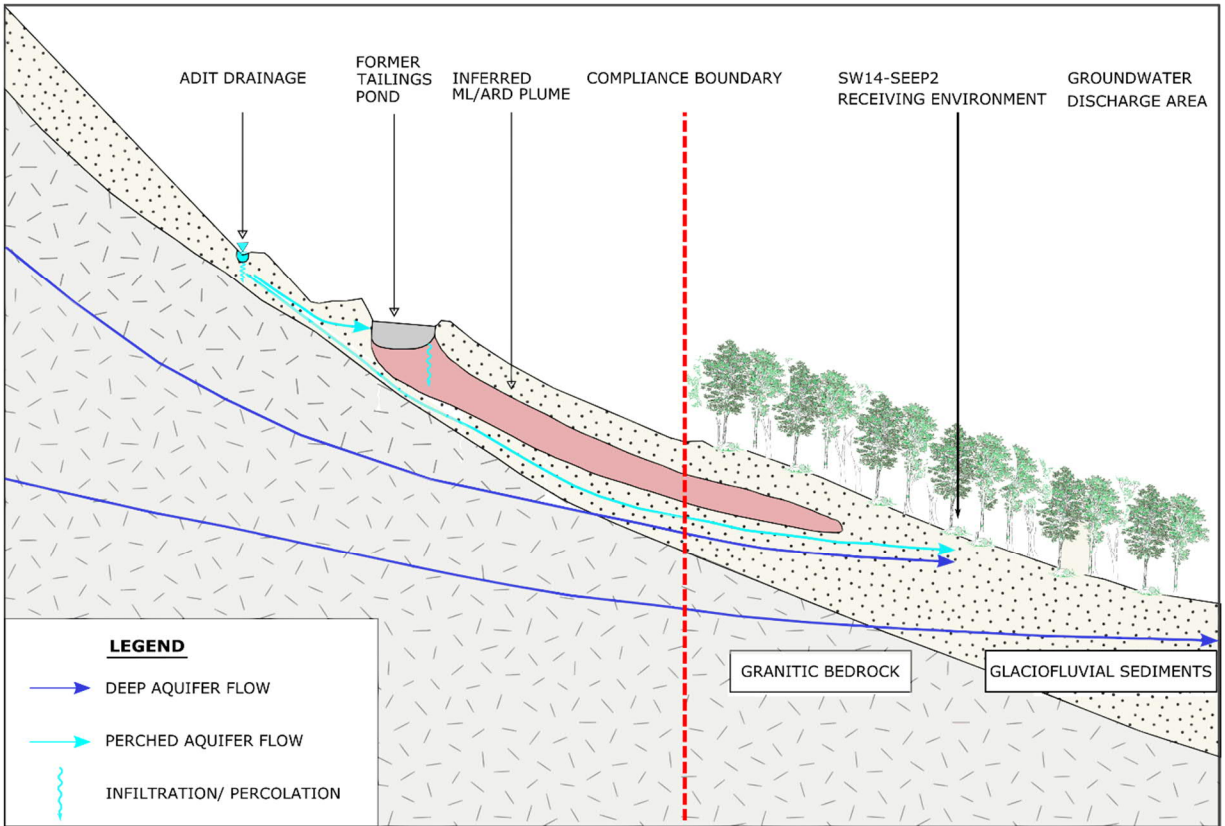 ADIT DRAINAGE
FORMER
TAILINGS
POND
INFERRED
ML/ARD PLUME
COMPLIANCE BOUNDARY
SW14-SEEP2
RECEIVING ENVIRONMENT
GROUNDWATER
DISCHARGE AREA
GRANITIC BEDROCK
GLACIOFLUVIAL SEDIMENTS
LEGEND
DEEP AQUIFER FLOW
PERCHED AQUIFER FLOW
INFILTRATION/ PERCOLATION